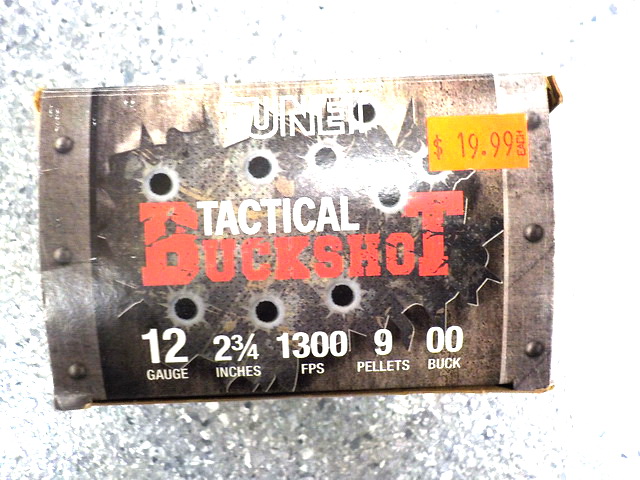 $ 19.99
TACTICAL
BUCKSHOT
12 2¾ 1300 9 00
GAUGE INCHES FPS PELLETS BUCK